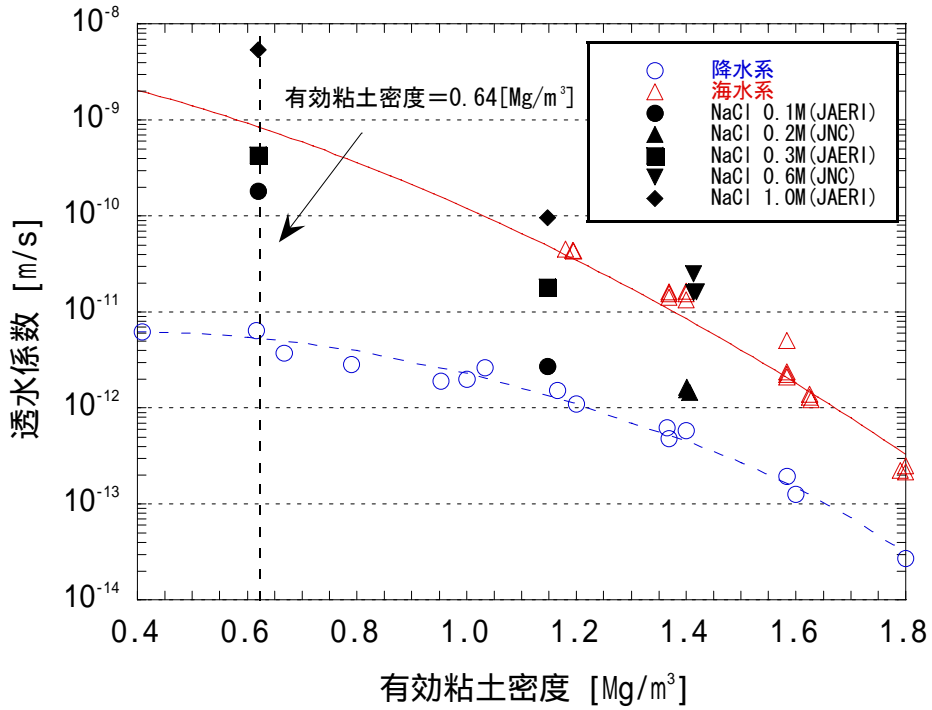 10⁻⁸
10⁻⁹
10⁻¹⁰
10⁻¹¹
10⁻¹²
10⁻¹³
10⁻¹⁴
透水係数 [m/s]
有効粘土密度=0.64[Mg/m³]
降水系
海水系
NaCl 0.1M(JAERI)
NaCl 0.2M(JNC)
NaCl 0.3M(JAERI)
NaCl 0.6M(JNC)
NaCl 1.0M(JAERI)
0.4 0.6 0.8 1.0 1.2 1.4 1.6 1.8
有効粘土密度 [Mg/m³]